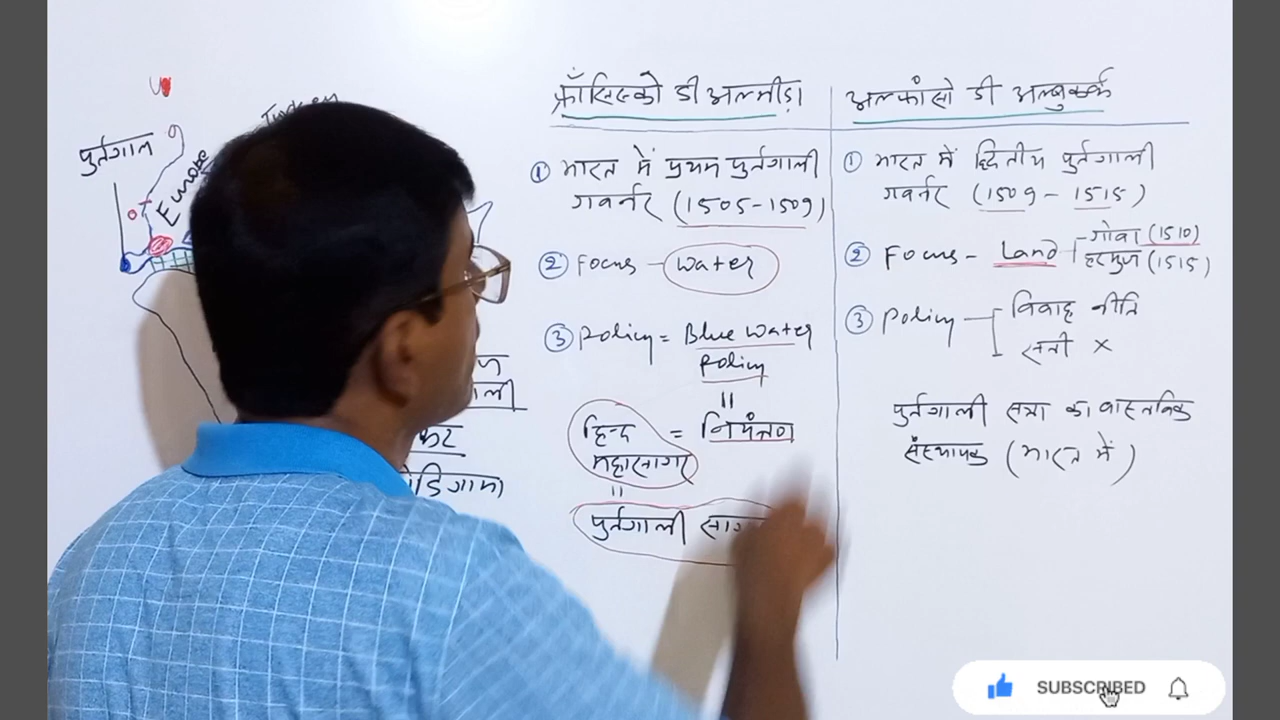 पुर्तगाल
Europe
फ्राँसिस्को डी अल्मीड़ा
① भारत में प्रथम पुर्तगाली
गवर्नर (1505-1509)
② Focus - Water
③ Policy = Blue Water
Policy
=
हिन्द = नियंत्रण
महासागर
=
पुर्तगाली
अल्फांसो डी अल्बुकर्क
① भारत में द्वितीय पुर्तगाली
गवर्नर (1509 - 1515)
② Focus - Land - गोवा (1510)
- हरमुज (1515)
③ Policy - विवाह नीति
सती ×
पुर्तगाली सत्ता का वास्तविक
संस्थापक (भारत में)
SUBSCRIBED